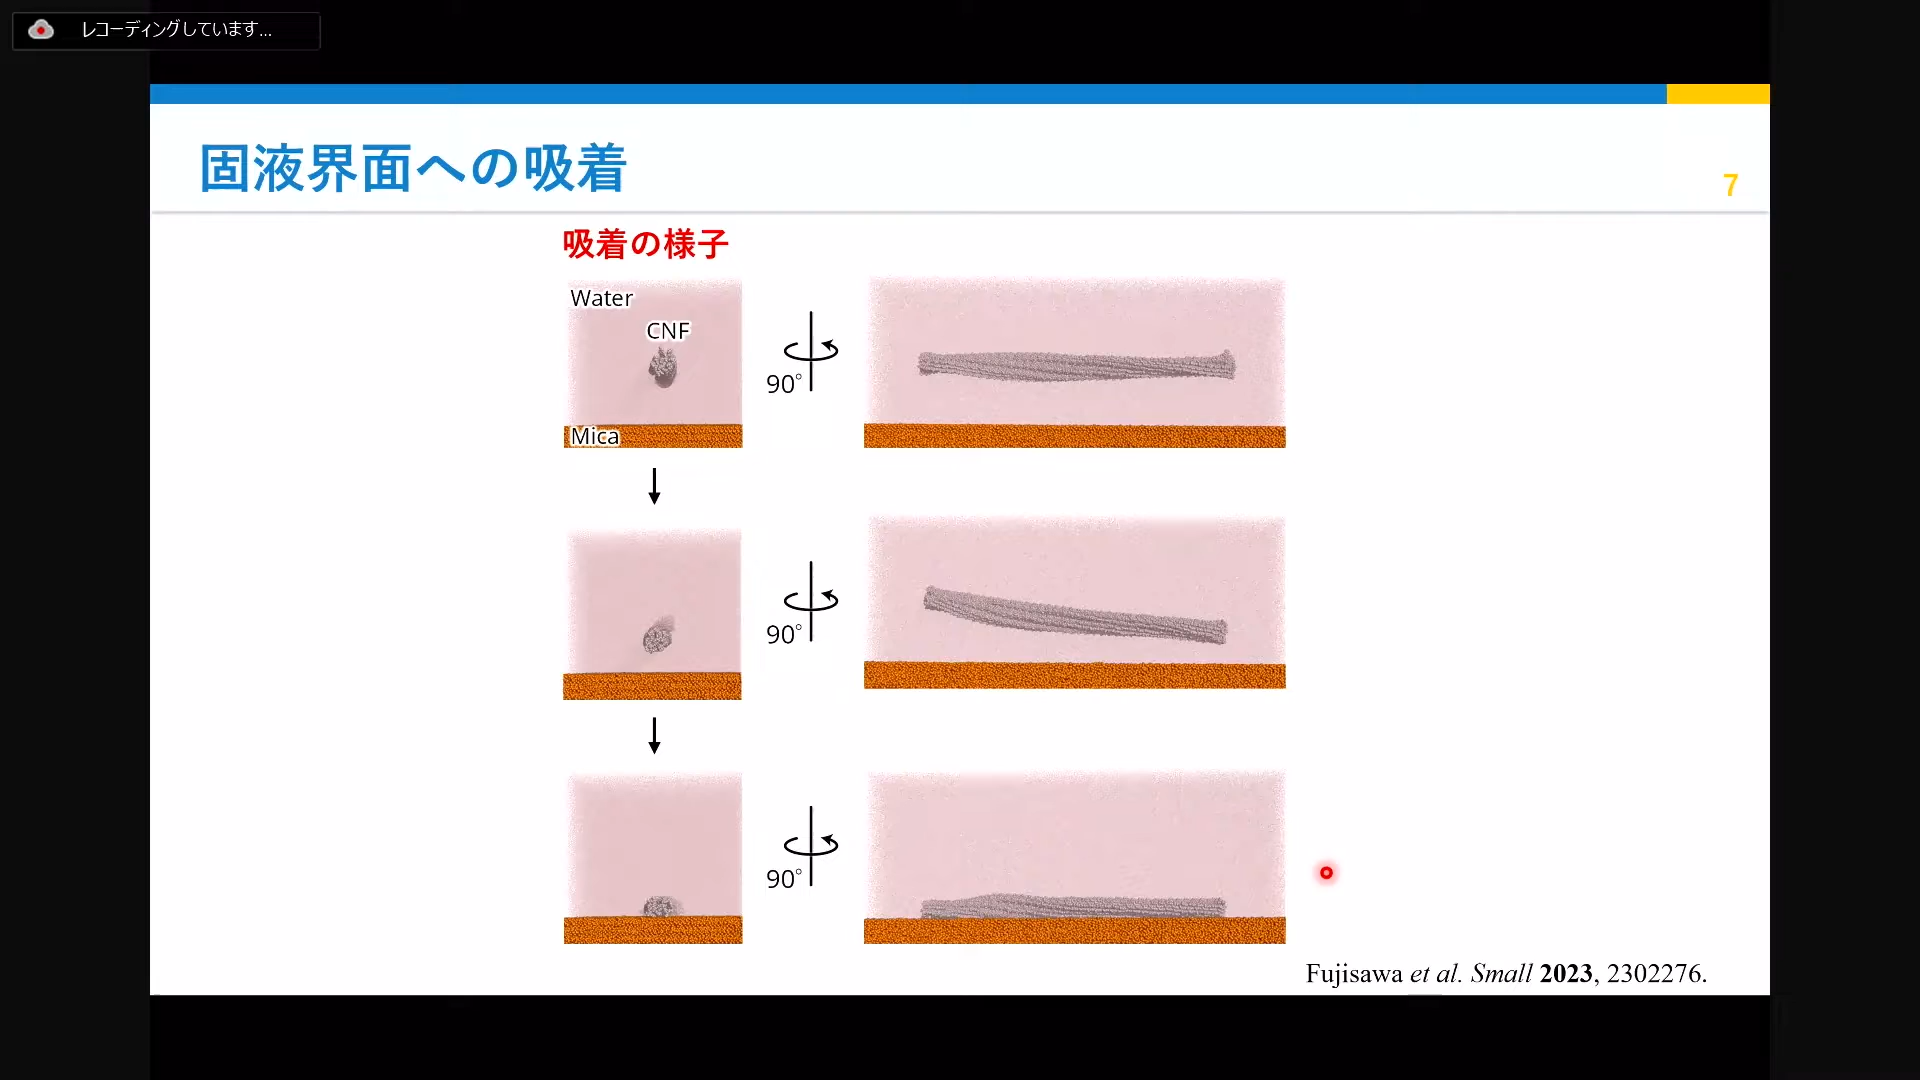 レコーディングしています...
固液界面への吸着
7
吸着の様子
Water
CNF
90°
Mica
90°
90°
Fujisawa et al. Small 2023, 2302276.